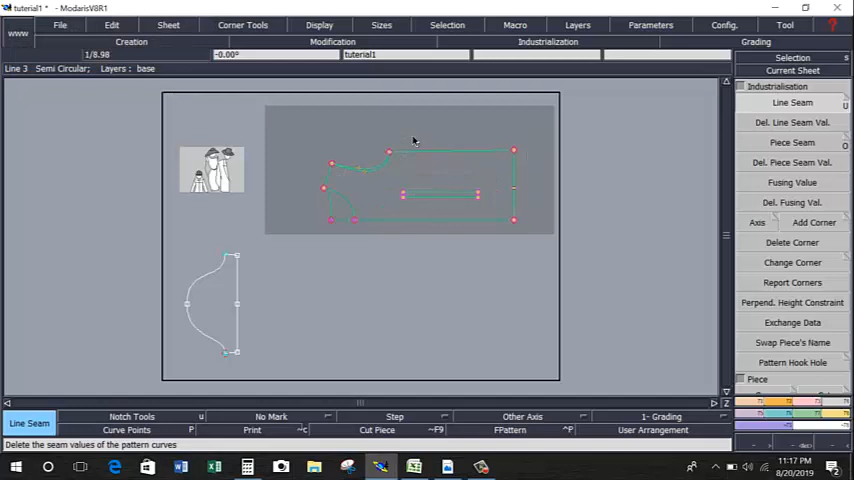 tuterial1 * - ModarisV8R1
www
File Edit Sheet Corner Tools Display Sizes Selection Macro Layers Parameters Config. Tool ?
Creation Modification Industrialization Grading
1/8.98 -0.00° tuterial1
Line 3 Semi Circular; Layers : base
Selection s
Current Sheet
Industrialisation
Line Seam U
Del. Line Seam Val.
Piece Seam O
Del. Piece Seam Val.
Fusing Value
Del. Fusing Val.
Axis Add Corner
Delete Corner
Change Corner
Report Corners
Perpend. Height Constraint
Exchange Data
Swap Piece's Name
Pattern Hook Hole
Piece
Z
Line Seam
Notch Tools u No Mark Step Other Axis 1- Grading
Curve Points P Print ~c Cut Piece ~F9 FPattern ^P User Arrangement
Delete the seam values of the pattern curves
11:17 PM
8/20/2019
2